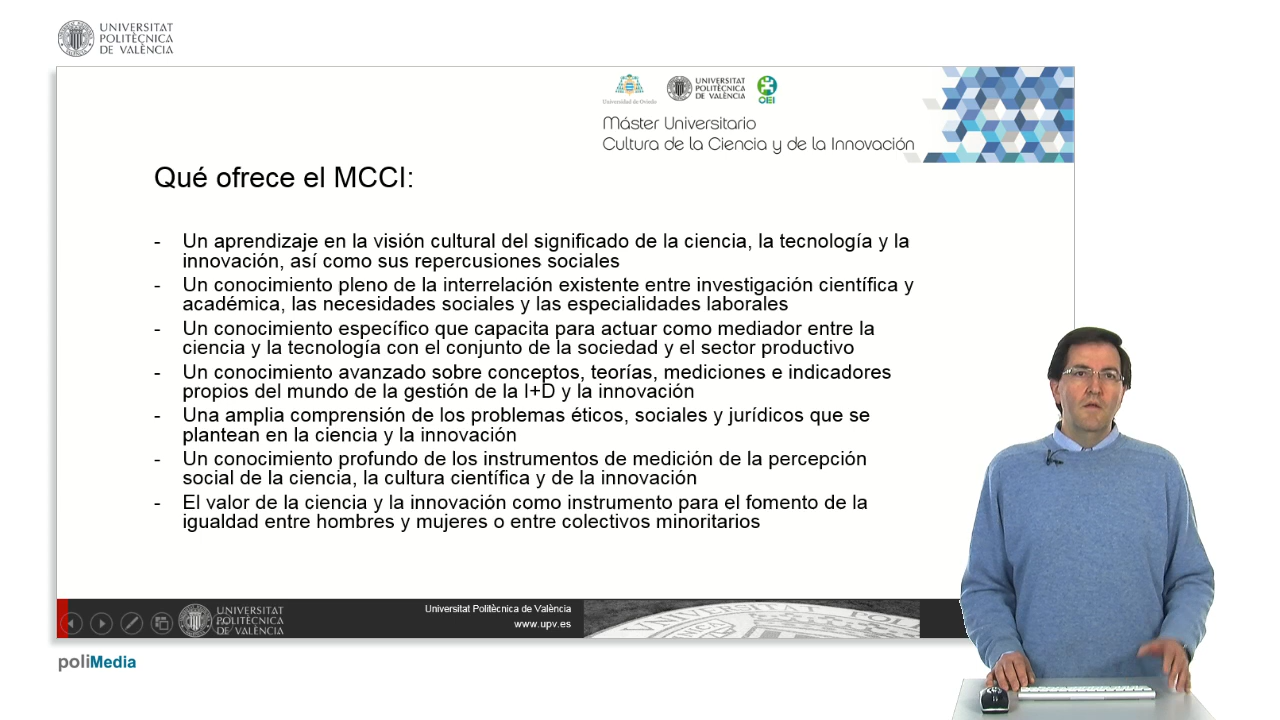 UNIVERSITAT
POLITÈCNICA
DE VALÈNCIA
Universidad de Oviedo
UNIVERSITAT
POLITÈCNICA
DE VALÈNCIA
OEI
Máster Universitario
Cultura de la Ciencia y de la Innovación
Qué ofrece el MCCI:
- Un aprendizaje en la visión cultural del significado de la ciencia, la tecnología y la
innovación, así como sus repercusiones sociales
- Un conocimiento pleno de la interrelación existente entre investigación científica y
académica, las necesidades sociales y las especialidades laborales
- Un conocimiento específico que capacita para actuar como mediador entre la
ciencia y la tecnología con el conjunto de la sociedad y el sector productivo
- Un conocimiento avanzado sobre conceptos, teorías, mediciones e indicadores
propios del mundo de la gestión de la I+D y la innovación
- Una amplia comprensión de los problemas éticos, sociales y jurídicos que se
plantean en la ciencia y la innovación
- Un conocimiento profundo de los instrumentos de medición de la percepción
social de la ciencia, la cultura científica y de la innovación
- El valor de la ciencia y la innovación como instrumento para el fomento de la
igualdad entre hombres y mujeres o entre colectivos minoritarios
UNIVERSITAT
POLITÈCNICA
DE VALÈNCIA
Universitat Politècnica de València
www.upv.es
poliMedia